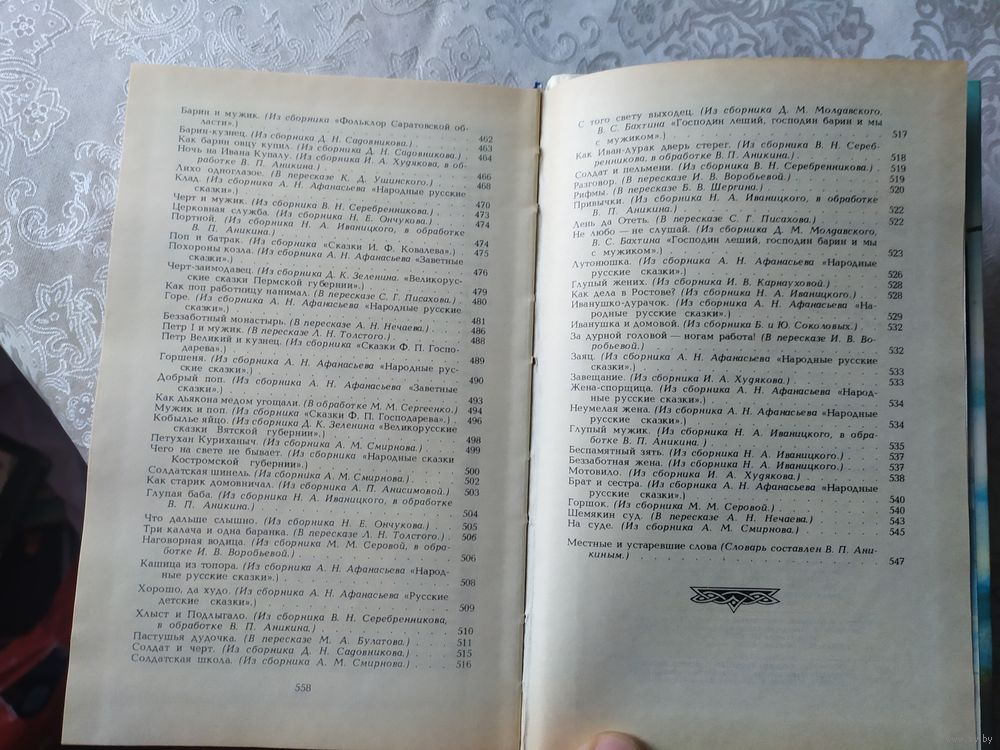 Барин и мужик. (Из сборника «Фольклор Саратовской об-
ласти».) . . . 462
Барин-кузнец. (Из сборника Д. Н. Садовникова.) . 463
Как барин овцу купил. (Из сборника Д. Н. Садовникова.) . 464
Ночь на Ивана Купалу. (Из сборника И. А. Худякова, в об-
работке В. П. Аникина.) . . . 466
Лихо одноглазое. (В пересказе К. Д. Ушинского.) . 468
Клад. (Из сборника А. Н. Афанасьева «Народные русские
сказки».) . . . 470
Черт и мужик. (Из сборника В. Н. Серебренникова.) . 473
Церковная служба. (Из сборника Н. Е. Ончукова.) . 474
Портной. (Из сборника Н. А. Иваницкого, в обработке
В. П. Аникина.) . . . 474
Поп и батрак. (Из сборника «Сказки И. Ф. Ковалева».) . 475
Похороны козла. (Из сборника А. Н. Афанасьева «Заветные
сказки».) . . . 476
Черт-заимодавец. (Из сборника Д. К. Зеленина. «Великорус-
ские сказки Пермской губернии».) . . . 479
Как поп работницу нанимал. (В пересказе С. Г. Писахова.) . 480
Горе. (Из сборника А. Н. Афанасьева «Народные русские
сказки».) . . . 481
Беззаботный монастырь. (В пересказе А. Н. Нечаева.) . 486
Петр I и мужик. (В пересказе Л. Н. Толстого.) . 488
Петр Великий и кузнец. (Из сборника «Сказки Ф. П. Госпо-
дарева».) . . . 489
Горшеня. (Из сборника А. Н. Афанасьева «Народные рус-
ские сказки».) . . . 490
Добрый поп. (Из сборника А. Н. Афанасьева «Заветные
сказки».) . . . 493
Как дьякона медом угощали. (В обработке М. М. Сергеенко.) 494
Мужик и поп. (Из сборника «Сказки Ф. П. Господарева».) . 496
Кобылье яйцо. (Из сборника Д. К. Зеленина «Великорусские
сказки Вятской губернии».) . . . 498
Петухан Куриханыч. (Из сборника А. М. Смирнова.) . 499
Чего на свете не бывает. (Из сборника «Народные сказки
Костромской губернии».) . . . 500
Солдатская шинель. (Из сборника А. М. Смирнова.) . 502
Как старик домовничал. (Из сборника А. П. Анисимовой.) . 503
Глупая баба. (Из сборника Н. А. Иваницкого, в обработке
В. П. Аникина.) . . . 504
Что дальше слышно. (Из сборника Н. Е. Ончукова.) . 505
Три калача и одна баранка. (В пересказе Л. Н. Толстого.) . 506
Наговорная водица. (Из сборника М. М. Серовой, в обра-
ботке И. В. Воробьевой.) . . . 506
Кашица из топора. (Из сборника А. Н. Афанасьева «Народ-
ные русские сказки».) . . . 508
Хорошо, да худо. (Из сборника А. Н. Афанасьева «Русские
детские сказки».) . . . 509
Хлыст и Подлыгало. (Из сборника В. Н. Серебренникова,
в обработке В. П. Аникина.) . . . 510
Пастушья дудочка. (В пересказе М. А. Булатова.) . . . 511
Солдат и черт. (Из сборника Д. Н. Садовникова.) . . . 515
Солдатская школа. (Из сборника А. М. Смирнова.) . . . 516
558
С того свету выходец. (Из сборника Д. М. Молдавского,
В. С. Бахтина «Господин леший, господин барин и мы
с мужиком».) . . . 517
Как Иван-дурак дверь стерег. (Из сборника В. Н. Сереб-
ренникова, в обработке В. П. Аникина.) . . . 518
Солдат и пельмени. (Из сборника В. Н. Серебренникова.) . 519
Разговор. (В пересказе И. В. Воробьевой.) . . . 519
Рифмы. (В пересказе Б. В. Шергина.) . . . 520
Привычки. (Из сборника Н. А. Иваницкого, в обработке
В. П. Аникина.) . . . 522
Лень да Отеть. (В пересказе С. Г. Писахова.) . . . 522
Не любо — не слушай. (Из сборника Д. М. Молдавского,
В. С. Бахтина «Господин леший, господин барин и мы
с мужиком».) . . . 523
Лутонюшка. (Из сборника А. Н. Афанасьева «Народные
русские сказки».) . . . 526
Глупый жених. (Из сборника И. В. Карнауховой.) . . . 528
Как дела в Ростове? (Из сборника Н. А. Иваницкого.) . 528
Иванушко-дурачок. (Из сборника А. Н. Афанасьева «На-
родные русские сказки».) . . . 529
Иванушка и домовой. (Из сборника Б. и Ю. Соколовых.) . 532
За дурной головой — ногам работа! (В пересказе И. В. Во-
робьевой.) . . . 532
Заяц. (Из сборника А. Н. Афанасьева «Народные русские
сказки».) . . . 533
Завещание. (Из сборника И. А. Худякова.) . . . 533
Жена-спорщица. (Из сборника А. Н. Афанасьева «Народ-
ные русские сказки».) . . . 534
Неумелая жена. (Из сборника А. Н. Афанасьева «Народные
русские сказки».) . . . 534
Глупый мужик. (Из сборника Н. А. Иваницкого, в обра-
ботке В. П. Аникина.) . . . 535
Беспамятный зять. (Из сборника Н. А. Иваницкого.) . . . 537
Беззаботная жена. (Из сборника Н. А. Иваницкого.) . . . 537
Мотовило. (Из сборника И. А. Худякова.) . . . 538
Брат и сестра. (Из сборника А. Н. Афанасьева «Народные
русские сказки».) . . . 540
Горшок. (Из сборника М. М. Серовой.) . . . 540
Шемякин суд. (В пересказе А. Н. Нечаева.) . . . 543
На суде. (Из сборника А. М. Смирнова.) . . . 545
Местные и устаревшие слова (Словарь составлен В. П. Ани-
киным.) . . . 547